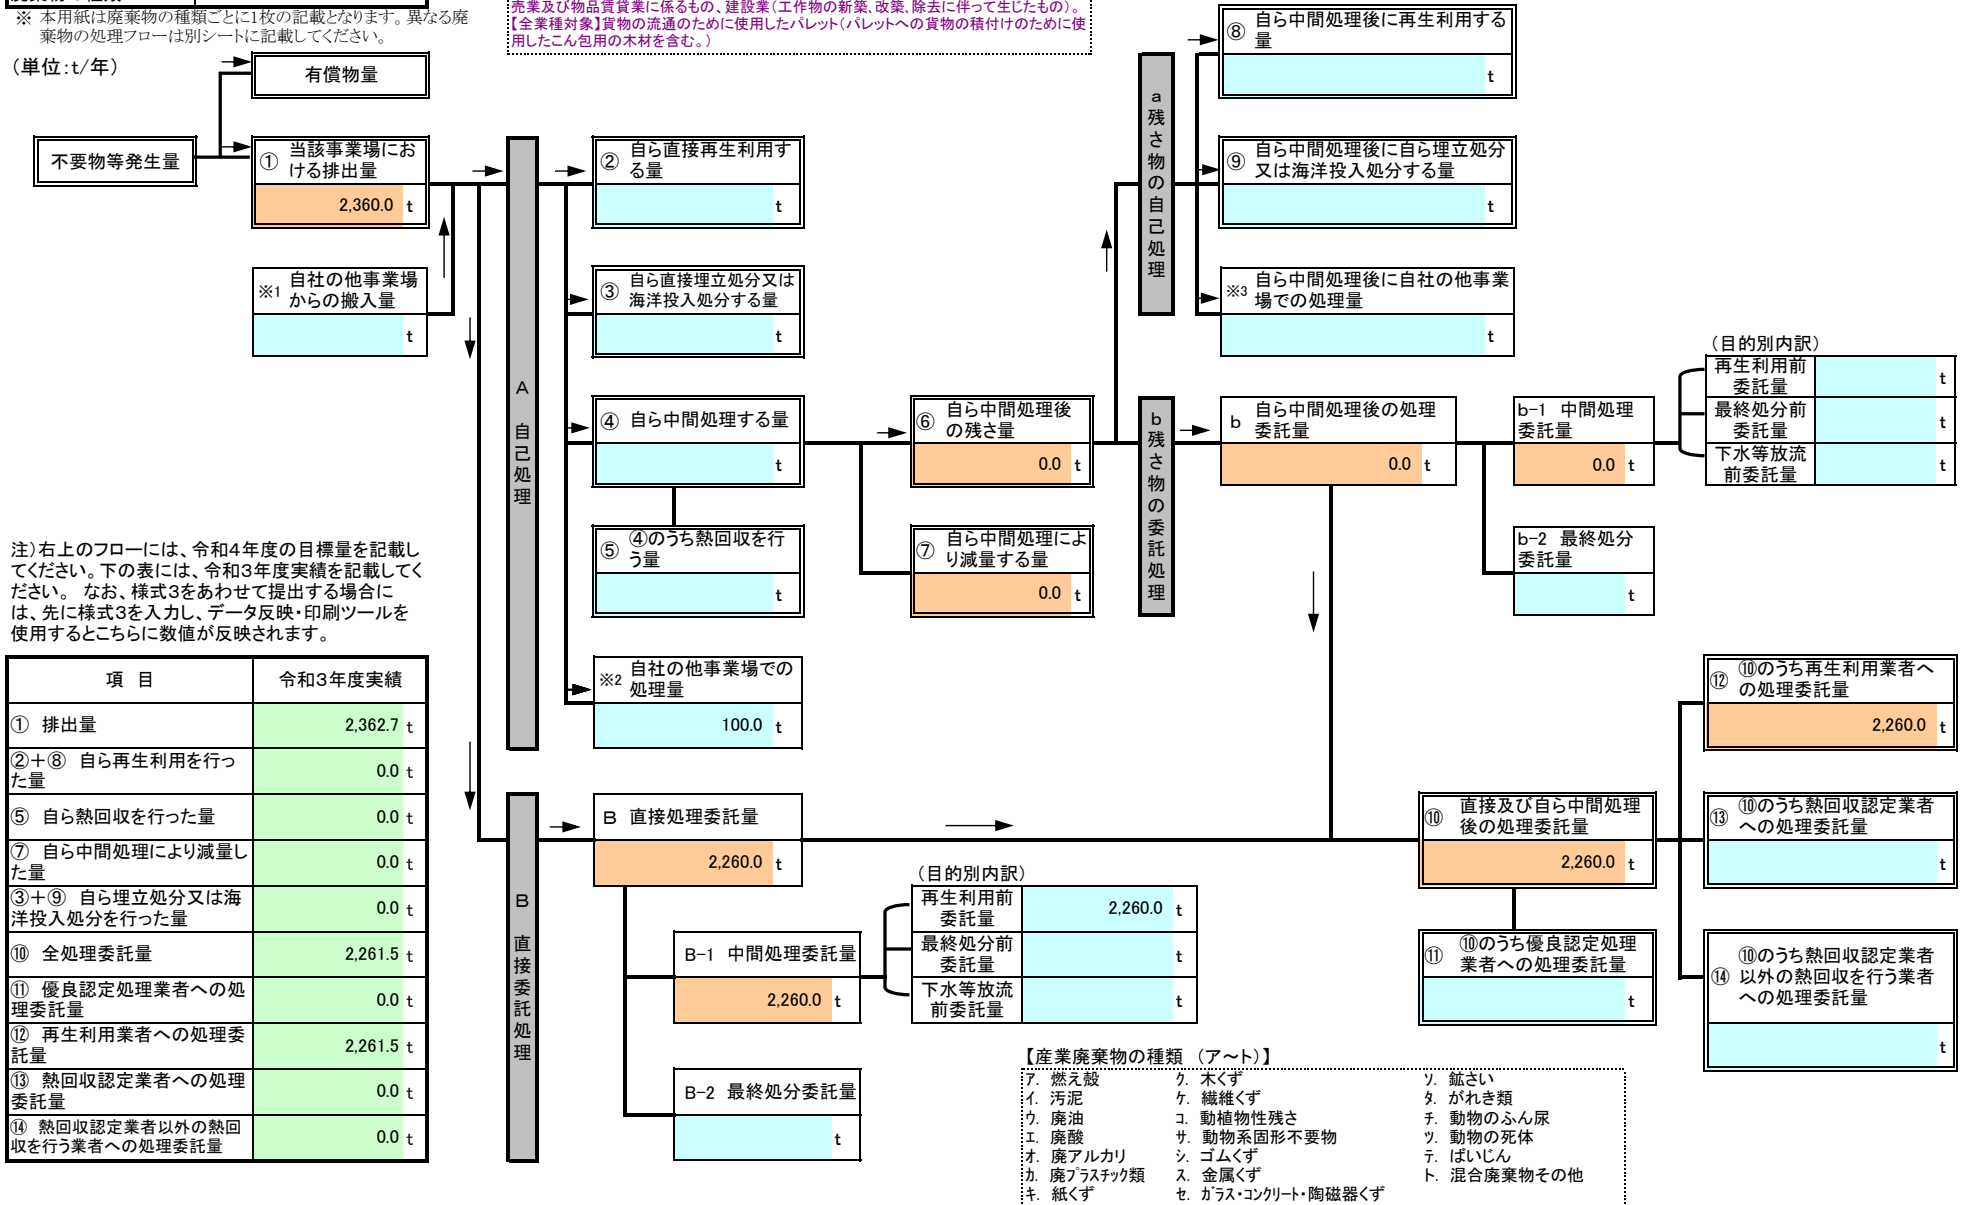 ※ 本用紙は廃棄物の種類ごとに1枚の記載となります。異なる廃
棄物の処理フローは別シートに記載してください。
売業及び物品賃貸業に係るもの、建設業(工作物の新築、改築、除去に伴って生じたもの)。
【全業種対象】貨物の流通のために使用したパレット(パレットへの貨物の積付けのために使
用したこん包用の木材を含む。)
(単位:t/年)
有償物量
不要物等発生量
① 当該事業場にお
ける排出量
2,360.0 t
※1 自社の他事業場
からの搬入量
t
A 自己処理
② 自ら直接再生利用す
る量
t
③ 自ら直接埋立処分又は
海洋投入処分する量
t
④ 自ら中間処理する量
t
⑤ ④のうち熱回収を行
う量
t
※2 自社の他事業場での
処理量
100.0 t
⑥ 自ら中間処理後
の残さ量
0.0 t
⑦ 自ら中間処理によ
り減量する量
0.0 t
a 残さ物の自己処理
⑧ 自ら中間処理後に再生利用する
量
t
⑨ 自ら中間処理後に自ら埋立処分
又は海洋投入処分する量
t
※3 自ら中間処理後に自社の他事業
場での処理量
t
b 残さ物の委託処理
b 自ら中間処理後の処理
委託量
0.0 t
b-1 中間処理
委託量
0.0 t
(目的別内訳)
再生利用前
委託量
t
最終処分前
委託量
t
下水等放流
前委託量
t
b-2 最終処分
委託量
t
注)右上のフローには、令和4年度の目標量を記載し
てください。下の表には、令和3年度実績を記載してく
ださい。 なお、様式3をあわせて提出する場合に
は、先に様式3を入力し、データ反映・印刷ツールを
使用するとこちらに数値が反映されます。
項 目 令和3年度実績
① 排出量 2,362.7 t
②+⑧ 自ら再生利用を行っ
た量 0.0 t
⑤ 自ら熱回収を行った量 0.0 t
⑦ 自ら中間処理により減量し
た量 0.0 t
③+⑨ 自ら埋立処分又は海
洋投入処分を行った量 0.0 t
⑩ 全処理委託量 2,261.5 t
⑪ 優良認定処理業者への処
理委託量 0.0 t
⑫ 再生利用業者への処理委
託量 2,261.5 t
⑬ 熱回収認定業者への処理
委託量 0.0 t
⑭ 熱回収認定業者以外の熱回
収を行う業者への処理委託量 0.0 t
B 直接委託処理
B 直接処理委託量
2,260.0 t
B-1 中間処理委託量
2,260.0 t
(目的別内訳)
再生利用前
委託量
2,260.0 t
最終処分前
委託量
t
下水等放流
前委託量
t
B-2 最終処分委託量
t
⑩ 直接及び自ら中間処理
後の処理委託量
2,260.0 t
⑪ ⑩のうち優良認定処理
業者への処理委託量
t
⑫ ⑩のうち再生利用業者へ
の処理委託量
2,260.0 t
⑬ ⑩のうち熱回収認定業者
への処理委託量
t
⑭ ⑩のうち熱回収認定業者
以外の熱回収を行う業者
への処理委託量
t
【産業廃棄物の種類 (ア~ト)】
ア. 燃え殻
イ. 汚泥
ウ. 廃油
エ. 廃酸
オ. 廃アルカリ
カ. 廃プラスチック類
キ. 紙くず
ク. 木くず
ケ. 繊維くず
コ. 動植物性残さ
サ. 動物系固形不要物
シ. ゴムくず
ス. 金属くず
セ. ガラス・コンクリート・陶磁器くず
ソ. 鉱さい
タ. がれき類
チ. 動物のふん尿
ツ. 動物の死体
テ. ばいじん
ト. 混合廃棄物その他